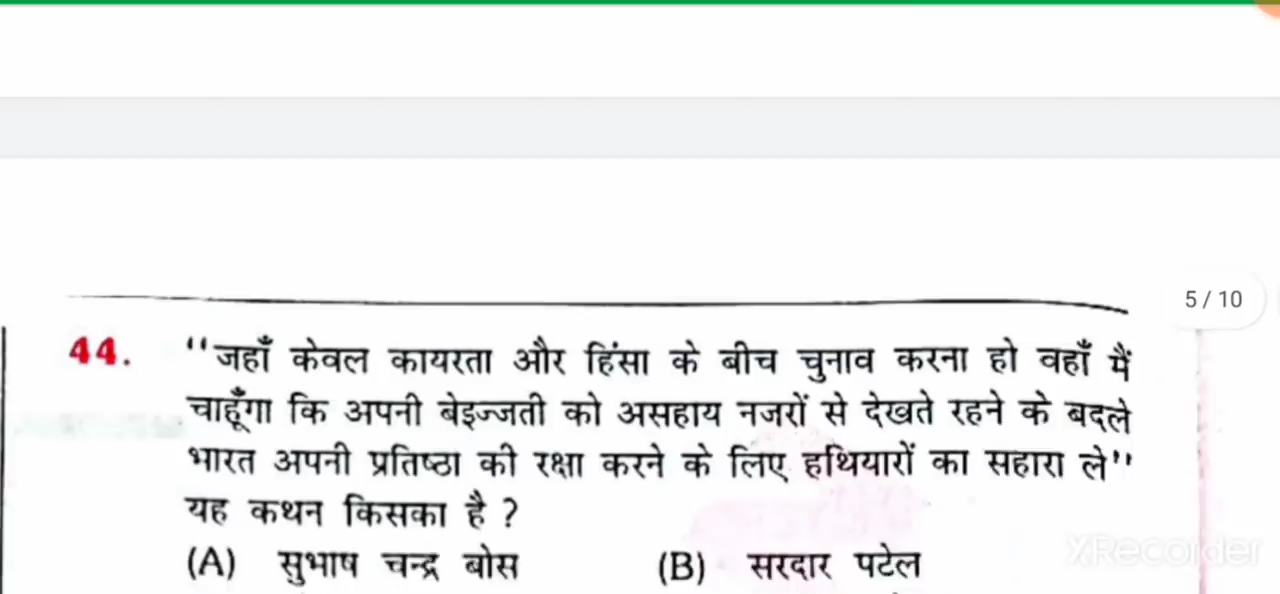 5 / 10
44. “जहाँ केवल कायरता और हिंसा के बीच चुनाव करना हो वहाँ मैं
चाहूँगा कि अपनी बेइज्जती को असहाय नजरों से देखते रहने के बदले
भारत अपनी प्रतिष्ठा की रक्षा करने के लिए हथियारों का सहारा ले”
यह कथन किसका है ?
(A) सुभाष चन्द्र बोस (B) सरदार पटेल
XRecorder